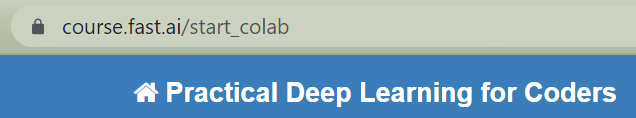 course.fast.ai/start_colab
Practical Deep Learning for Coders